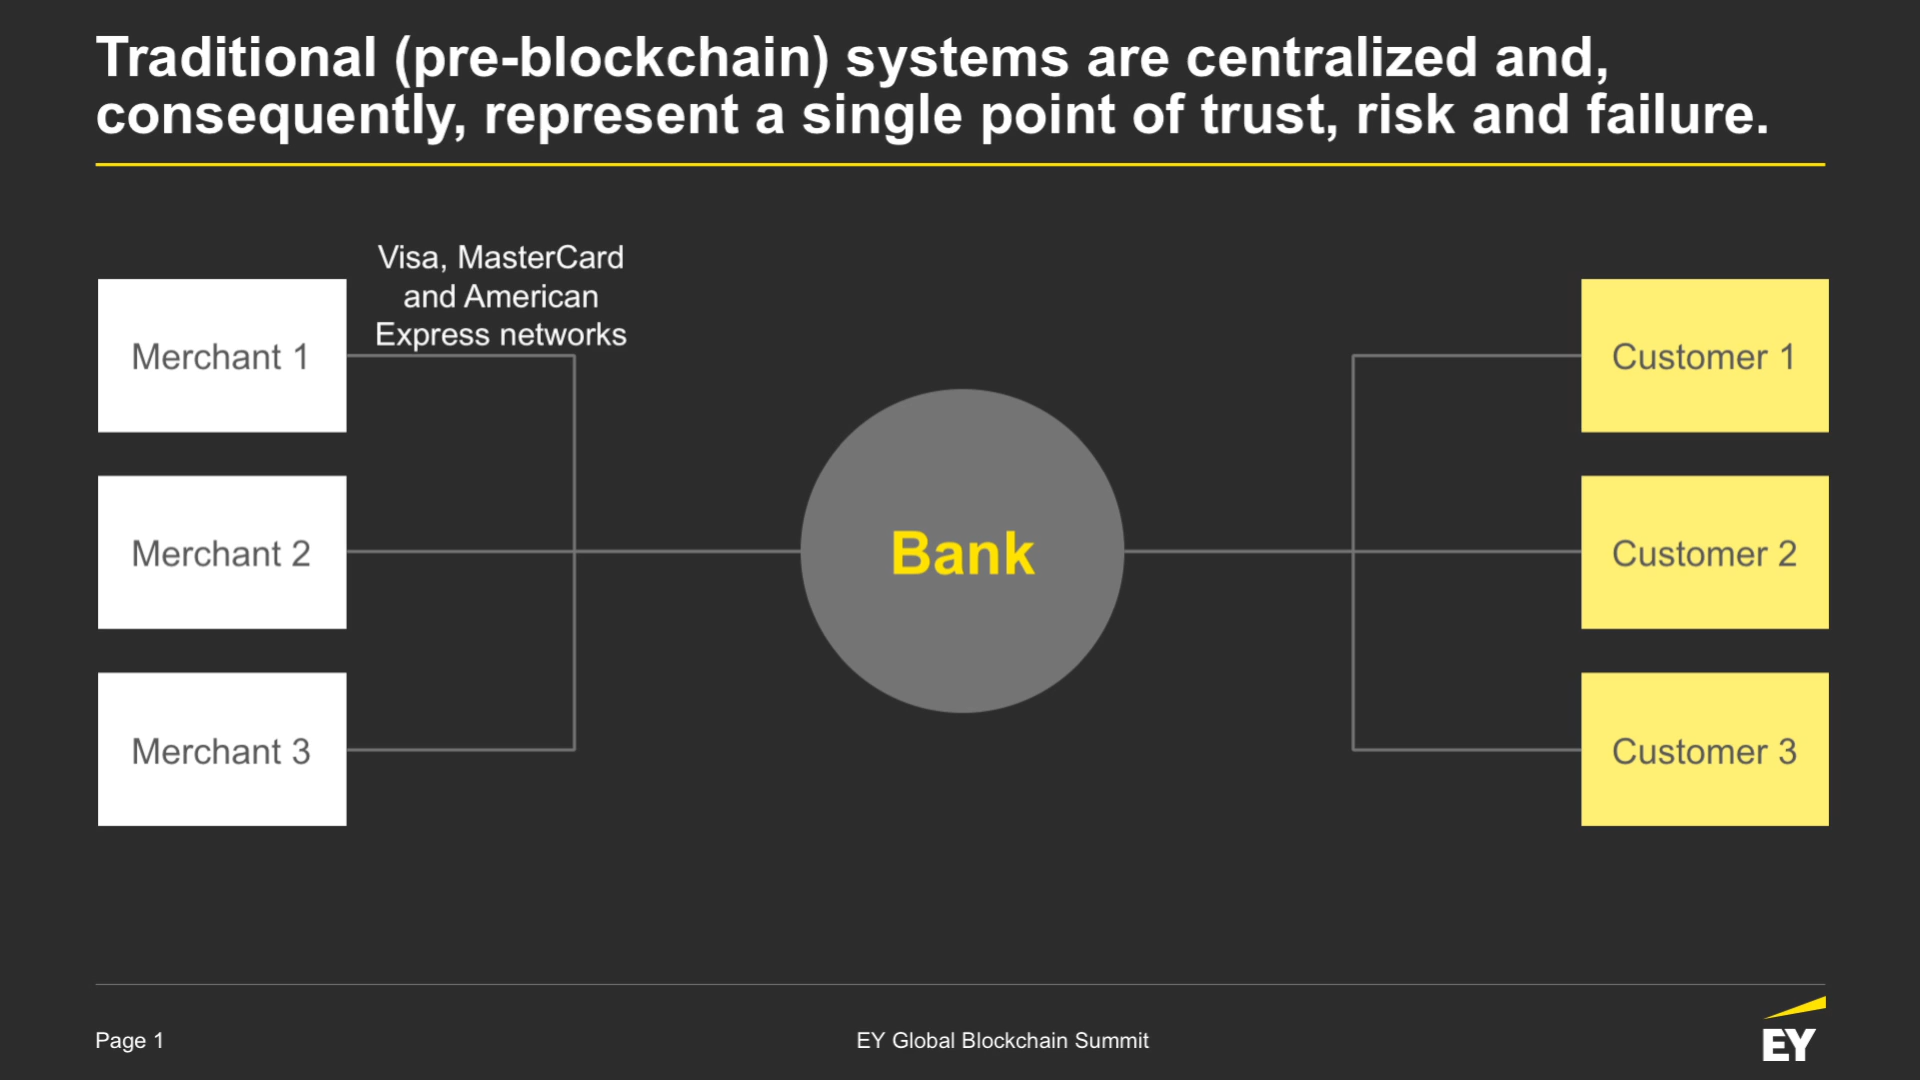 Traditional (pre-blockchain) systems are centralized and,
consequently, represent a single point of trust, risk and failure.
Visa, MasterCard
and American
Express networks
Merchant 1
Customer 1
Merchant 2
Bank
Customer 2
Merchant 3
Customer 3
Page 1
EY Global Blockchain Summit
EY